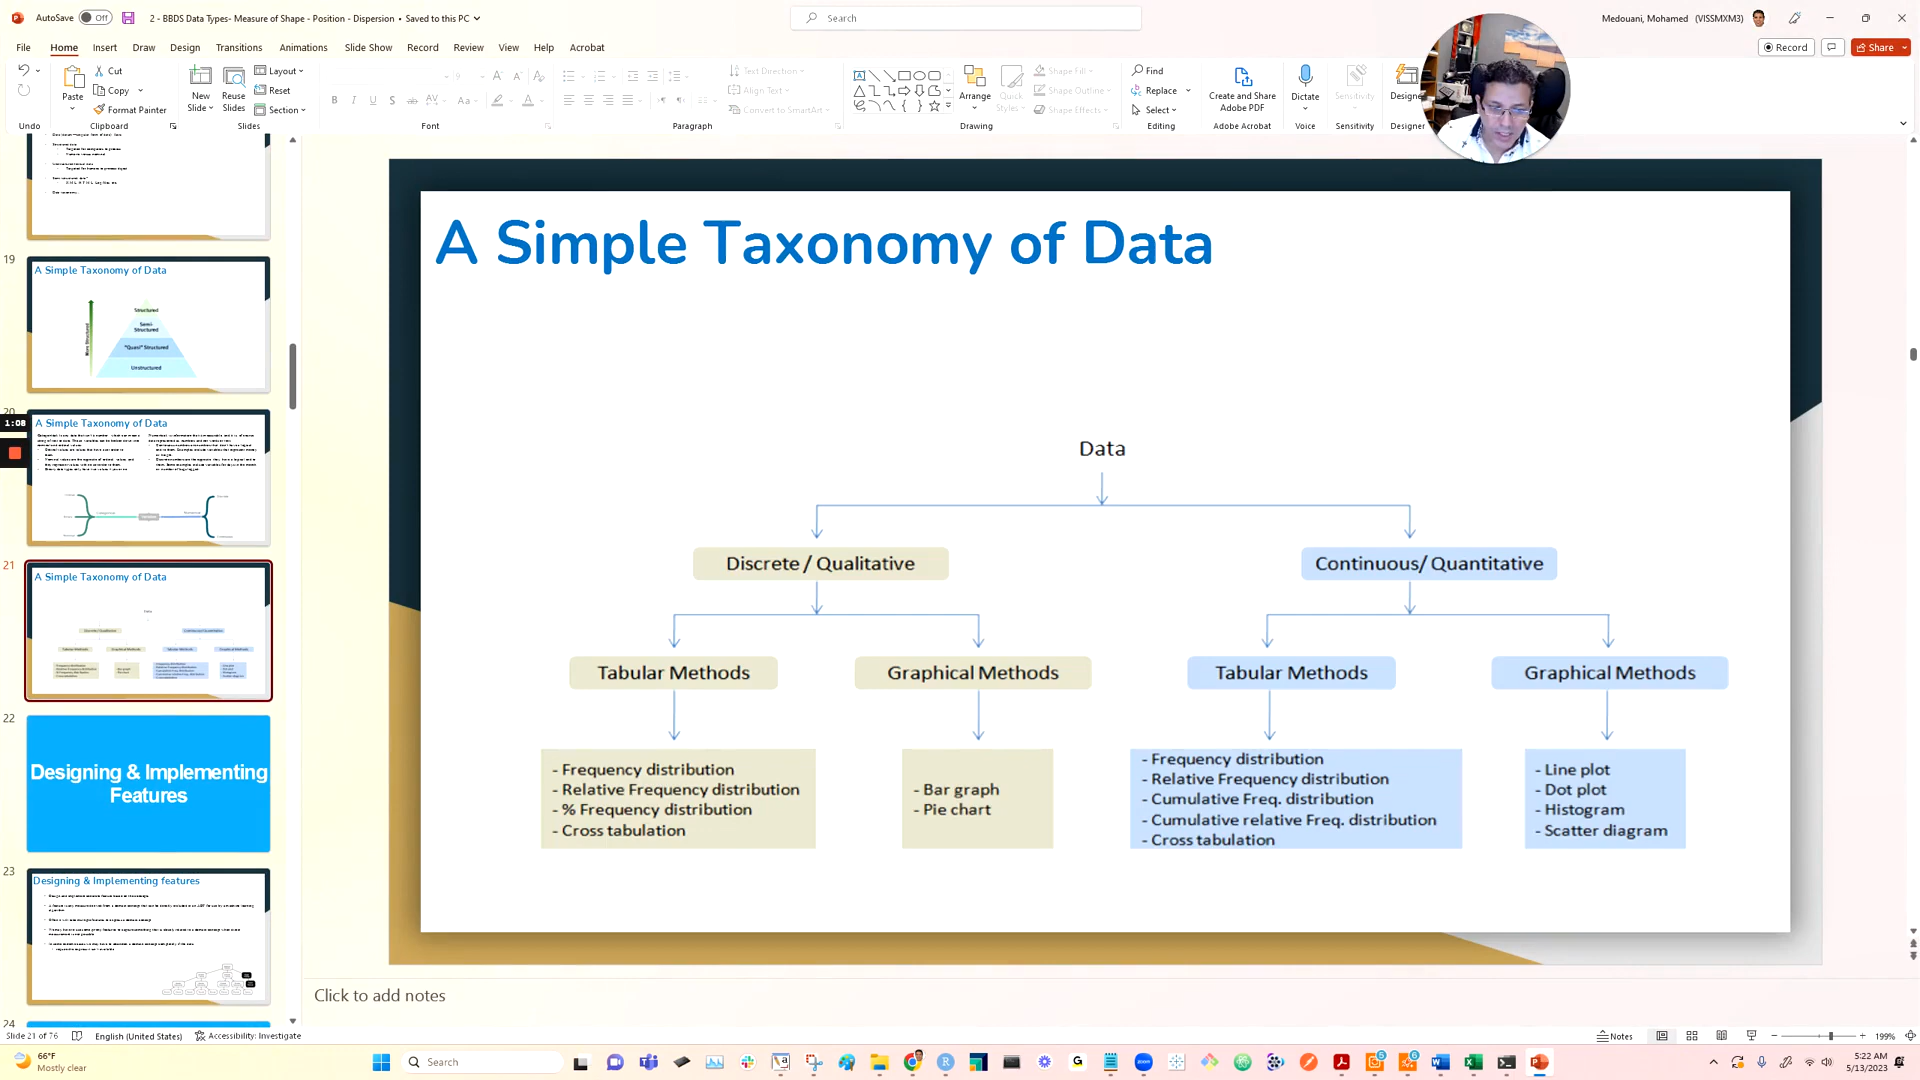 AutoSave Off 2 - BBDS Data Types- Measure of Shape - Position - Dispersion • Saved to this PC Search Medouani, Mohamed (VISSMXM3)
File Home Insert Draw Design Transitions Animations Slide Show Record Review View Help Acrobat Record Share
Paste Cut Copy Format Painter
New Slide Reuse Slides Layout Reset Section
Text Direction Align Text Convert to SmartArt
Arrange Quick Styles Shape Fill Shape Outline Shape Effects
Find Replace Select
Create and Share Adobe PDF Dictate Sensitivity Designer
Undo Clipboard Slides Font Paragraph Drawing Editing Adobe Acrobat Voice Sensitivity Designer
19
A Simple Taxonomy of Data
More Structured
Structured
Semi-Structured
"Quasi" Structured
Unstructured
20
A Simple Taxonomy of Data
1:08
21
A Simple Taxonomy of Data
22
Designing & Implementing
Features
23
Designing & Implementing features
24
A Simple Taxonomy of Data
Data
Discrete / Qualitative
Continuous/ Quantitative
Tabular Methods
Graphical Methods
Tabular Methods
Graphical Methods
- Frequency distribution
- Relative Frequency distribution
- % Frequency distribution
- Cross tabulation
- Bar graph
- Pie chart
- Frequency distribution
- Relative Frequency distribution
- Cumulative Freq. distribution
- Cumulative relative Freq. distribution
- Cross tabulation
- Line plot
- Dot plot
- Histogram
- Scatter diagram
Click to add notes
Slide 21 of 76 English (United States) Accessibility: Investigate Notes 199%
66°F
Mostly clear
Search
5:22 AM
5/13/2023